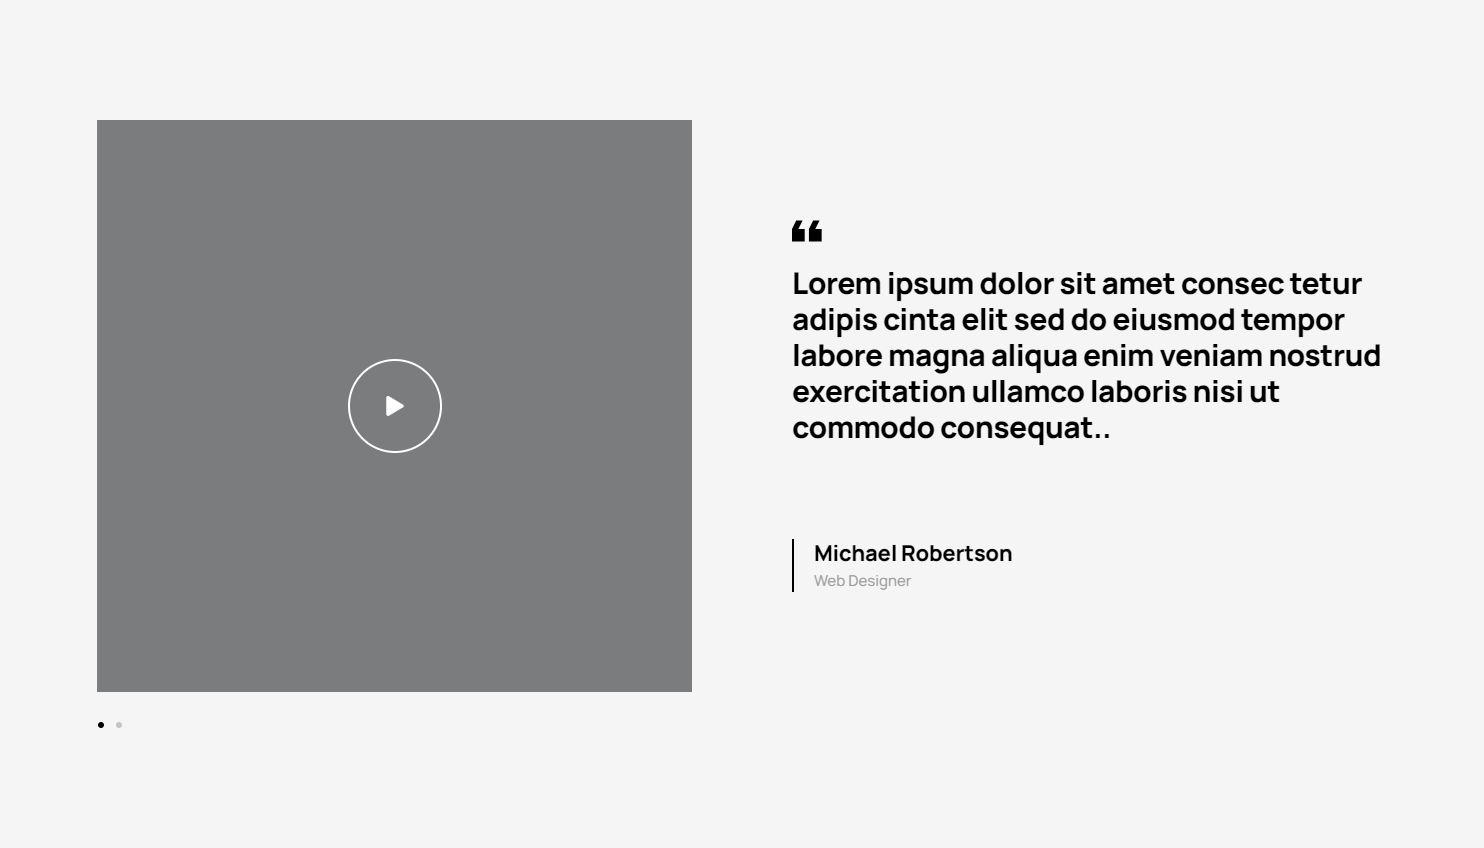 “
Lorem ipsum dolor sit amet consec tetur
adipis cinta elit sed do eiusmod tempor
labore magna aliqua enim veniam nostrud
exercitation ullamco laboris nisi ut
commodo consequat..
Michael Robertson
Web Designer